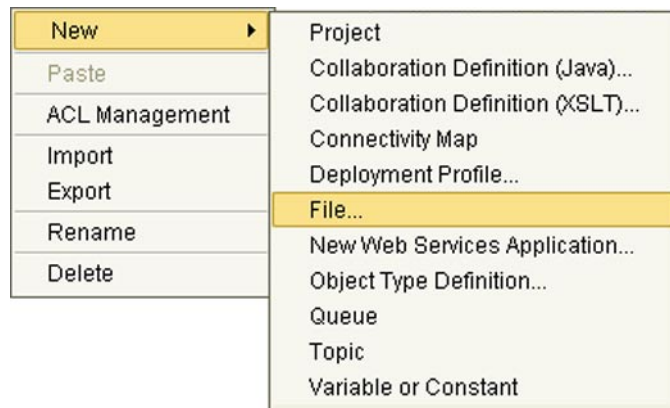 New
Paste
ACL Management
Import
Export
Rename
Delete
Project
Collaboration Definition (Java)...
Collaboration Definition (XSLT)...
Connectivity Map
Deployment Profile...
File...
New Web Services Application...
Object Type Definition...
Queue
Topic
Variable or Constant